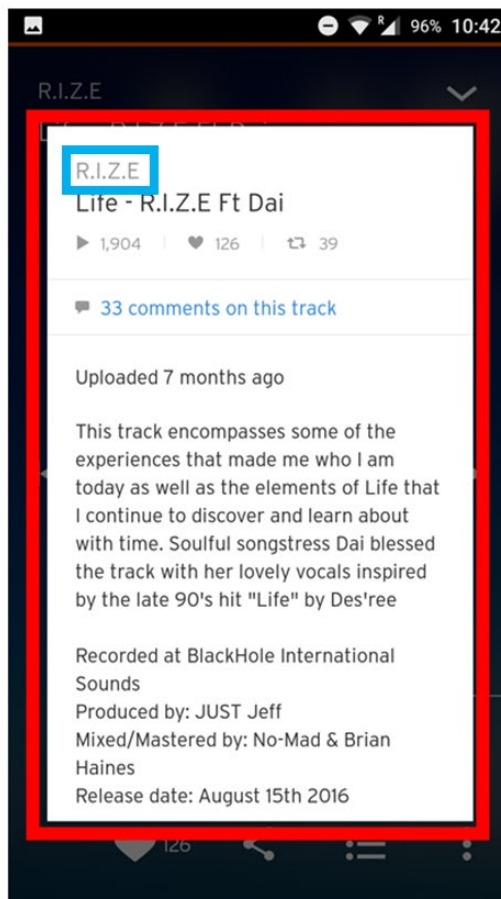 R 96% 10:42
R.I.Z.E
R.I.Z.E
Life - R.I.Z.E Ft Dai
1,904 126 39
33 comments on this track
Uploaded 7 months ago
This track encompasses some of the
experiences that made me who I am
today as well as the elements of Life that
I continue to discover and learn about
with time. Soulful songstress Dai blessed
the track with her lovely vocals inspired
by the late 90's hit "Life" by Des'ree
Recorded at BlackHole International
Sounds
Produced by: JUST Jeff
Mixed/Mastered by: No-Mad & Brian
Haines
Release date: August 15th 2016
126